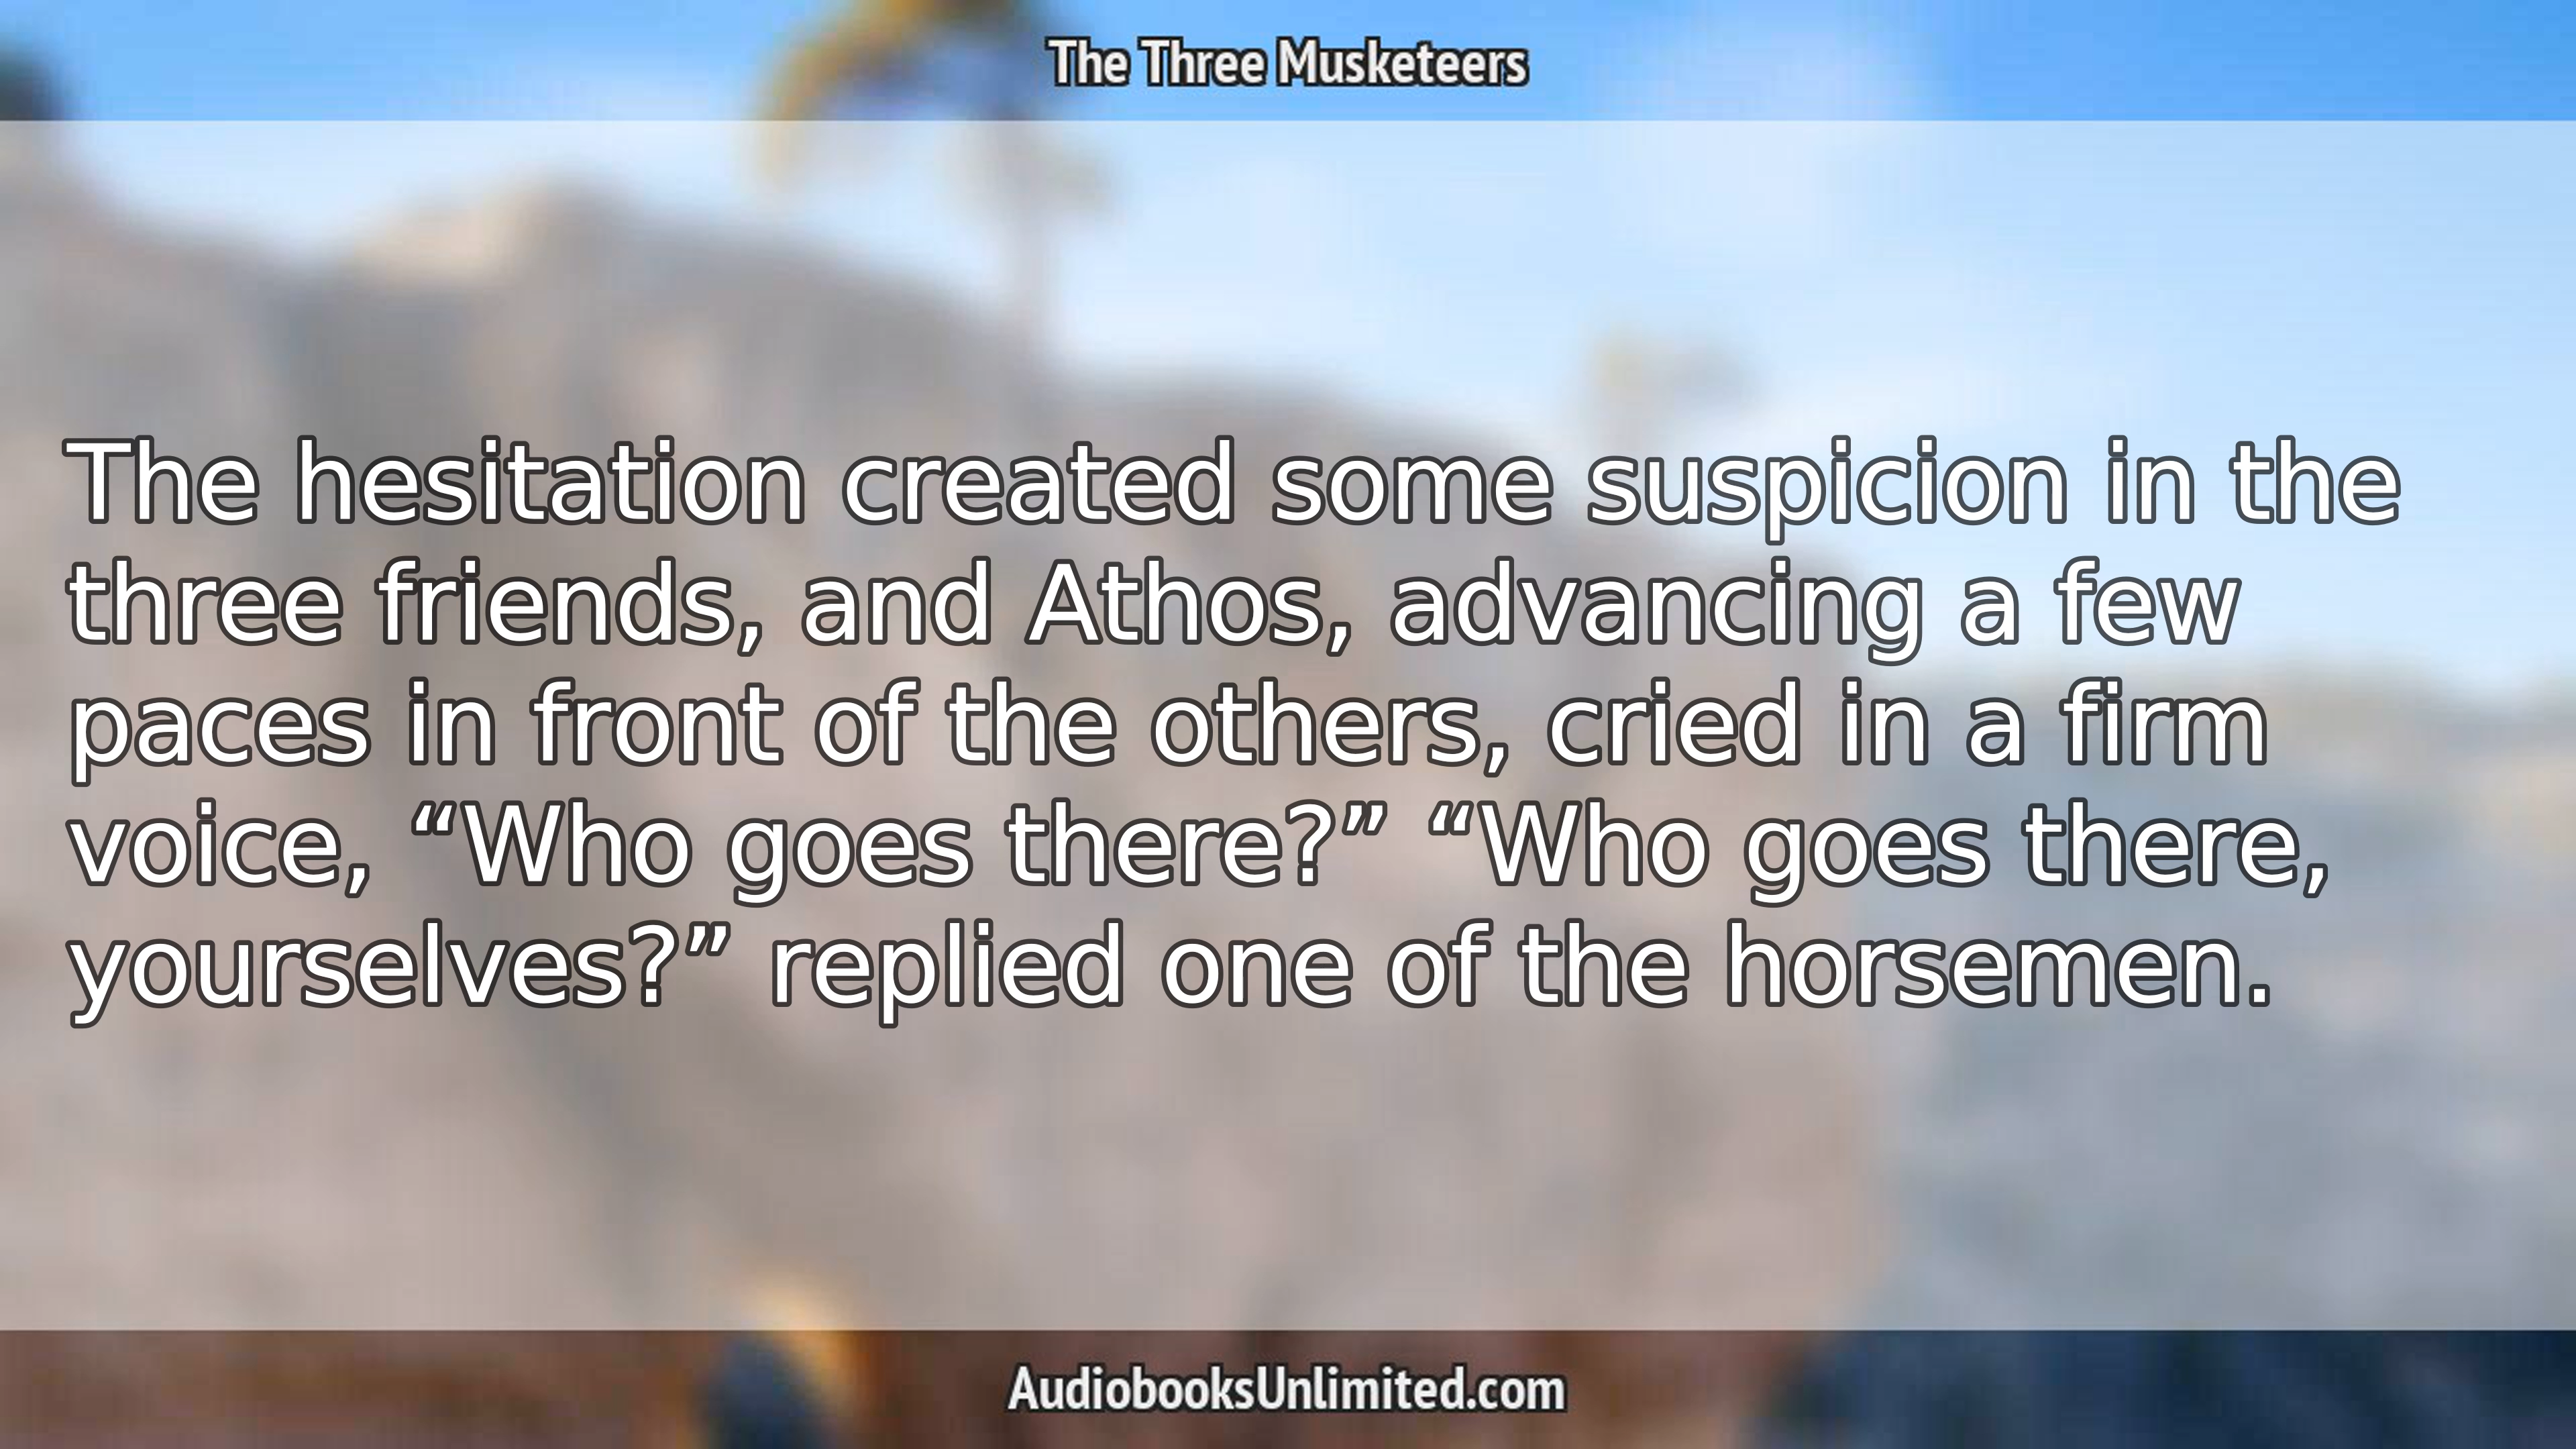 The Three Musketeers
The hesitation created some suspicion in the
three friends, and Athos, advancing a few
paces in front of the others, cried in a firm
voice, “Who goes there?” “Who goes there,
yourselves?” replied one of the horsemen.
AudiobooksUnlimited.com